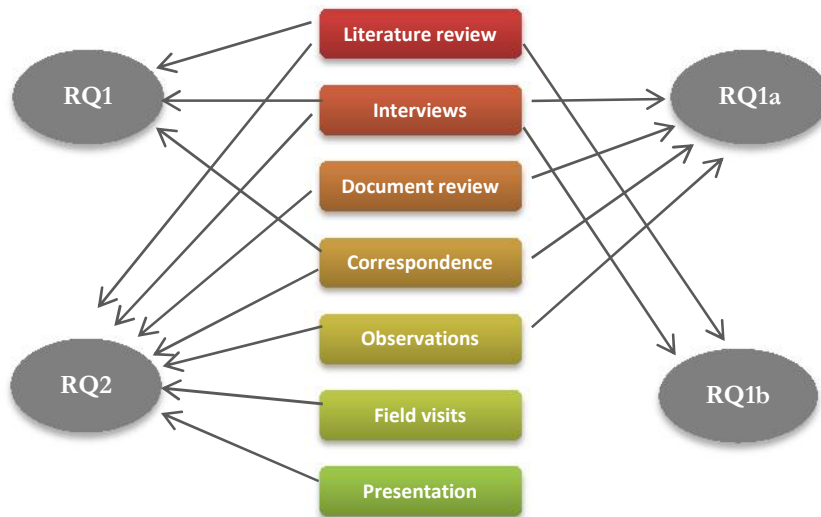 Literature review
RQ1
Interviews
RQ1a
Document review
Correspondence
Observations
RQ2
RQ1b
Field visits
Presentation